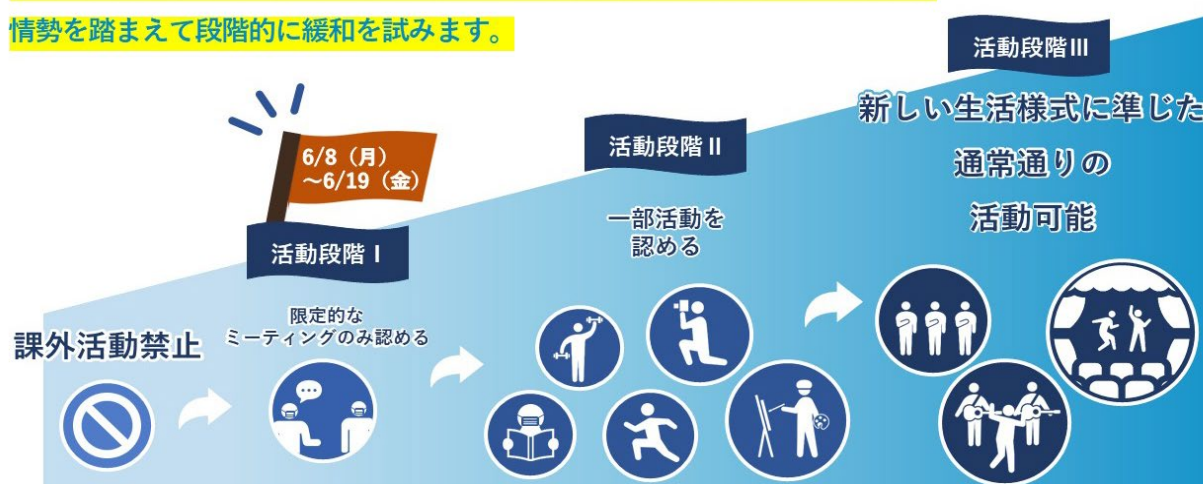 情勢を踏まえて段階的に緩和を試みます。
活動段階Ⅲ
新しい生活様式に準じた
通常通りの
活動可能
活動段階Ⅱ
一部活動を
認める
6/8（月）
～6/19（金）
活動段階Ⅰ
限定的な
ミーティングのみ認める
課外活動禁止